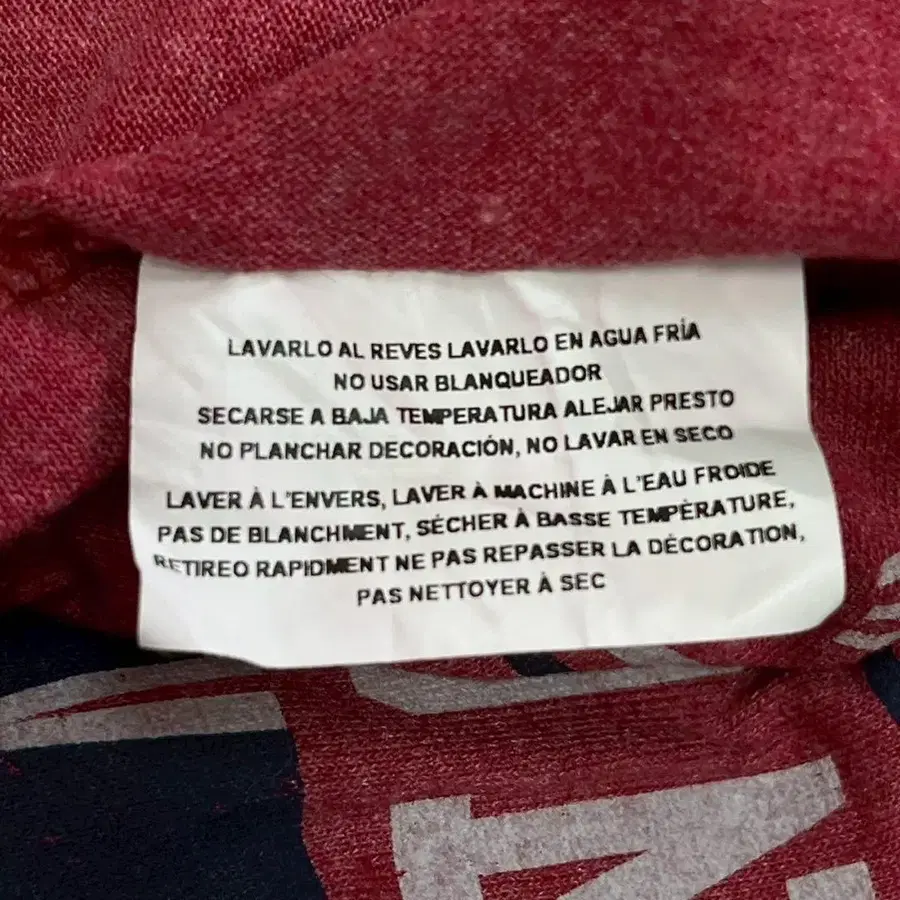 LAVARLO AL REVES LAVARLO EN AGUA FRÍA
NO USAR BLANQUEADOR
SECARSE A BAJA TEMPERATURA ALEJAR PRESTO
NO PLANCHAR DECORACIÓN, NO LAVAR EN SECO
LAVER À L'ENVERS, LAVER À MACHINE À L'EAU FROIDE
PAS DE BLANCHMENT, SÉCHER À BASSE TEMPÉRATURE,
RETIREO RAPIDMENT NE PAS REPASSER LA DÉCORATION,
PAS NETTOYER À SEC